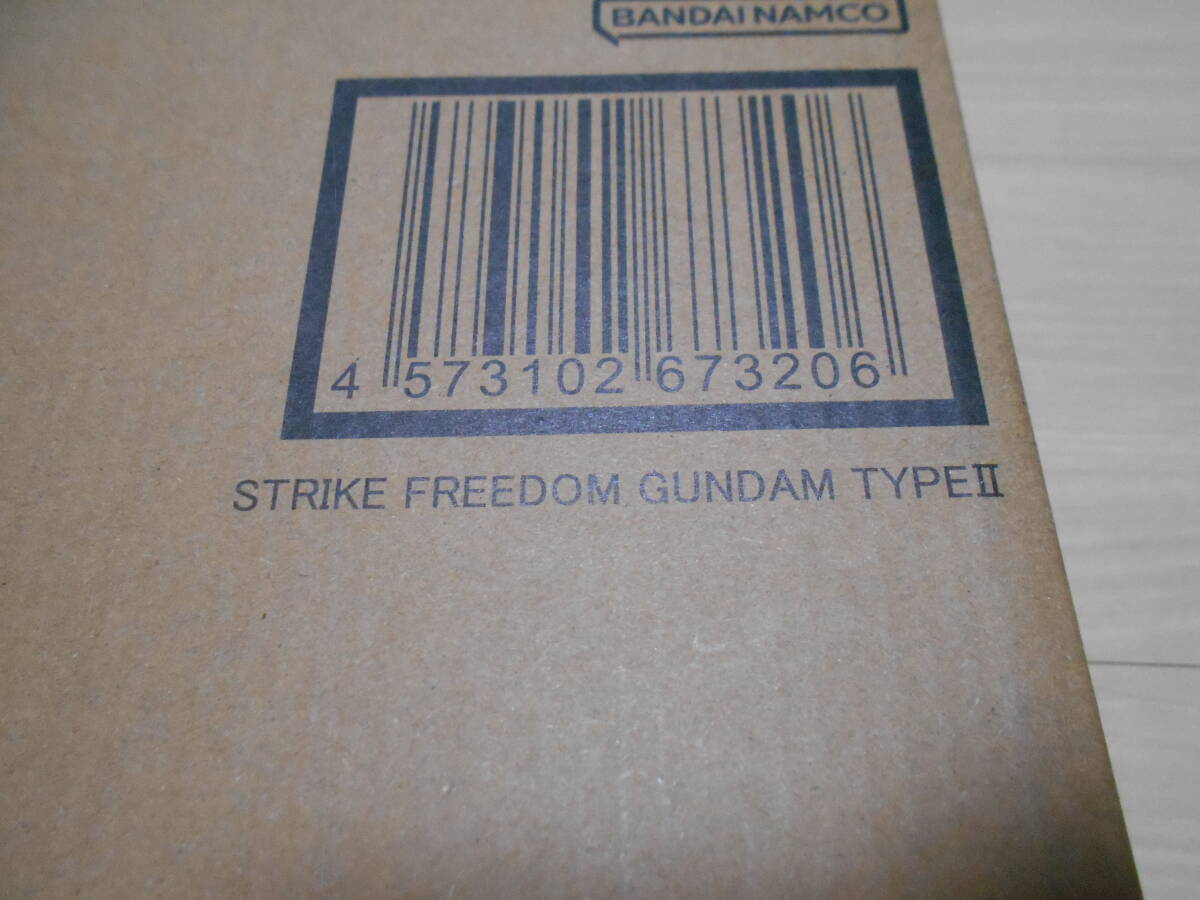 BANDAI NAMCO
4 573102 673206
STRIKE FREEDOM GUNDAM TYPEⅡ